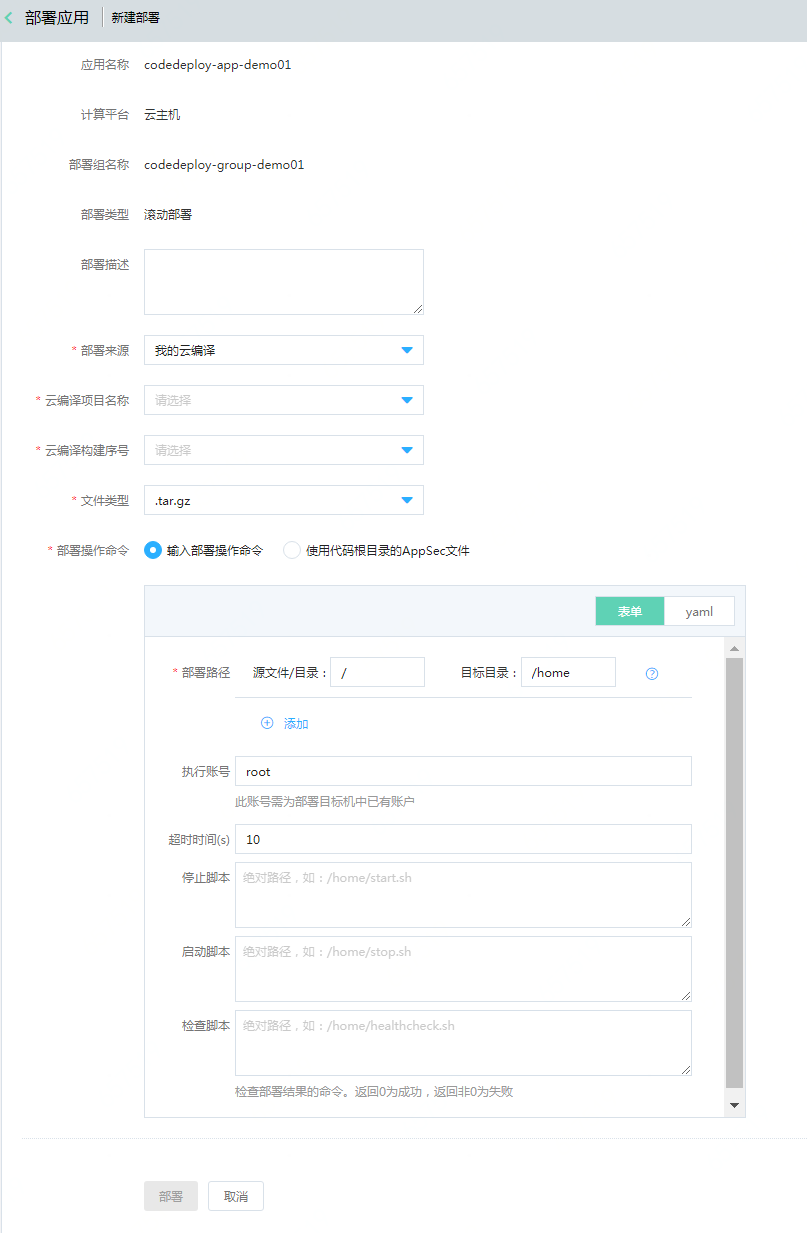 部署应用 新建部署
应用名称 codedeploy-app-demo01
计算平台 云主机
部署组名称 codedeploy-group-demo01
部署类型 滚动部署
部署描述
* 部署来源 我的云编译
* 云编译项目名称 请选择
* 云编译构建序号 请选择
* 文件类型 .tar.gz
* 部署操作命令 输入部署操作命令 使用代码根目录的AppSec文件
表单 yaml
* 部署路径 源文件/目录： / 目标目录： /home ?
添加
执行账号 root
此账号需为部署目标机中已有账户
超时时间(s) 10
停止脚本 绝对路径，如：/home/start.sh
启动脚本 绝对路径，如：/home/stop.sh
检查脚本 绝对路径，如：/home/healthcheck.sh
检查部署结果的命令。返回0为成功，返回非0为失败
部署 取消